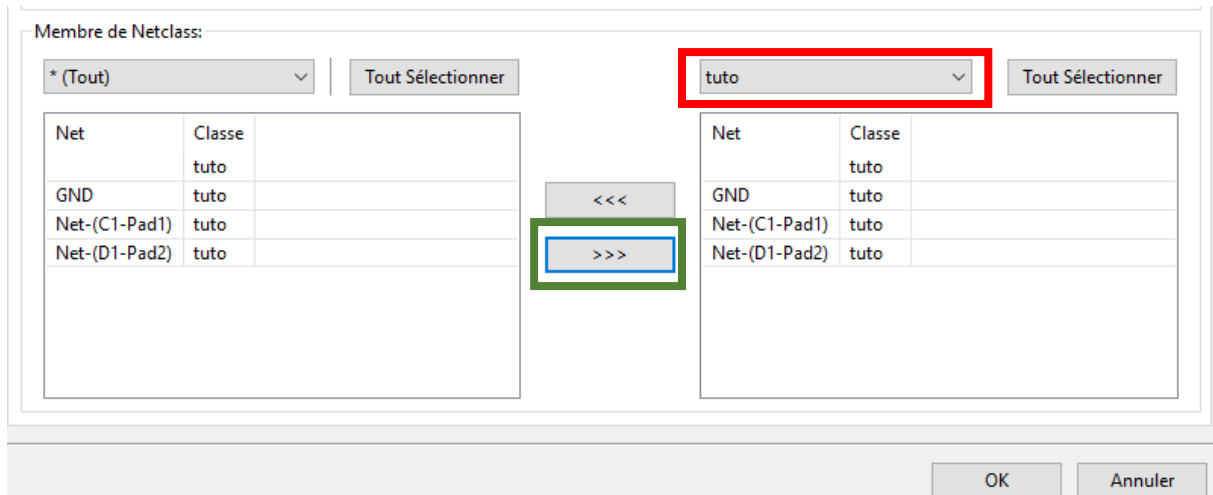 Membre de Netclass:
* (Tout) Tout Sélectionner tuto Tout Sélectionner
Net Classe Net Classe
tuto tuto
GND tuto <<< GND tuto
Net-(C1-Pad1) tuto Net-(C1-Pad1) tuto
Net-(D1-Pad2) tuto >>> Net-(D1-Pad2) tuto
OK Annuler